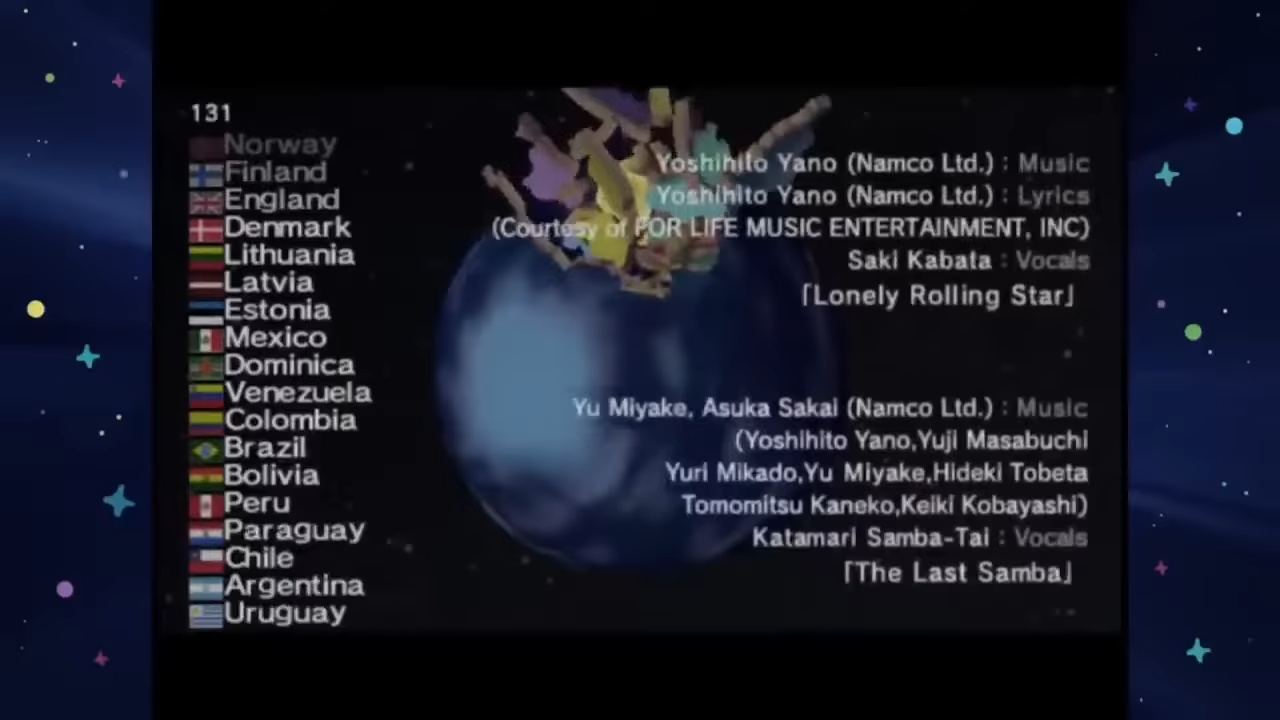 131
Norway
Finland
England
Denmark
Lithuania
Latvia
Estonia
Mexico
Dominica
Venezuela
Colombia
Brazil
Bolivia
Peru
Paraguay
Chile
Argentina
Uruguay
Yoshihito Yano (Namco Ltd.) : Music
Yoshihito Yano (Namco Ltd.) : Lyrics
(Courtesy of FOR LIFE MUSIC ENTERTAINMENT, INC)
Saki Kabata : Vocals
「Lonely Rolling Star」
Yu Miyake, Asuka Sakai (Namco Ltd.) : Music
(Yoshihito Yano,Yuji Masabuchi
Yuri Mikado,Yu Miyake,Hideki Tobeta
Tomomitsu Kaneko,Keiki Kobayashi)
Katamari Samba-Tai : Vocals
「The Last Samba」